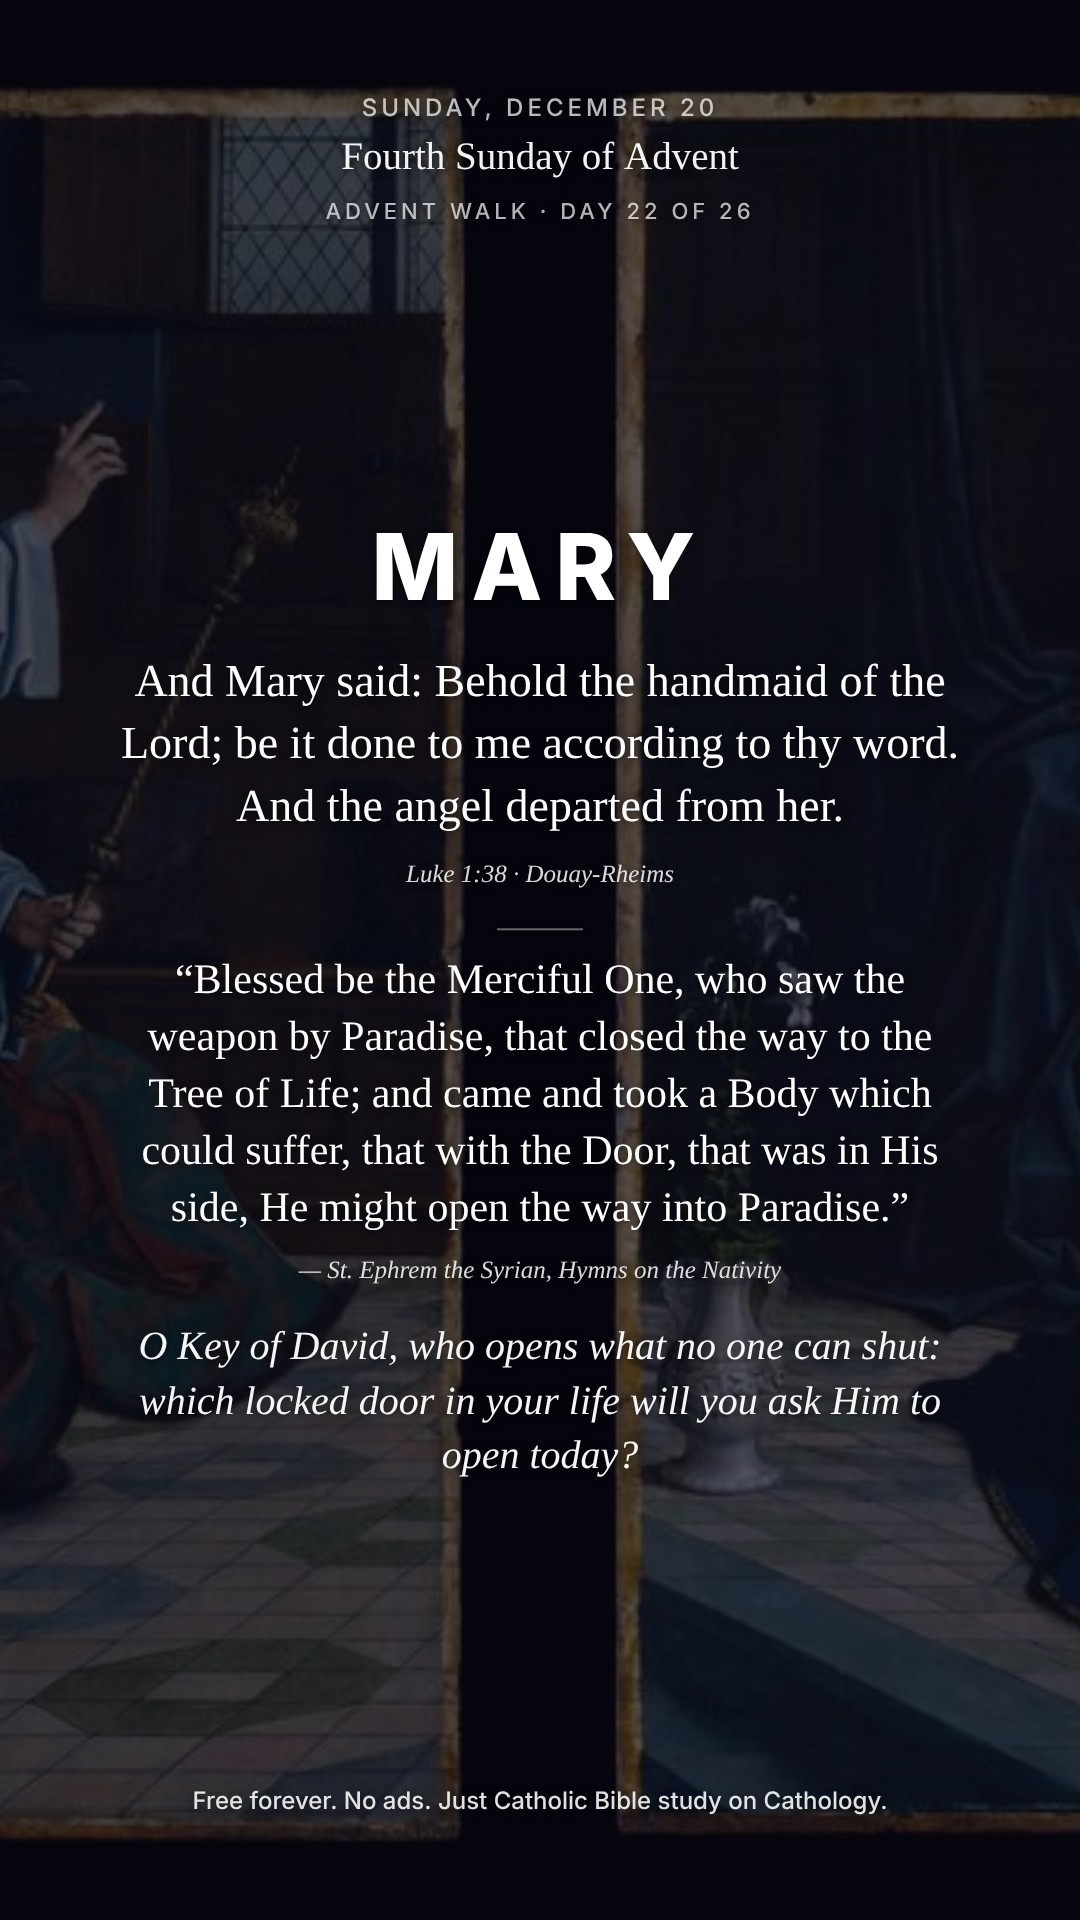 SUNDAY, DECEMBER 20
Fourth Sunday of Advent
ADVENT WALK · DAY 22 OF 26
MARY
And Mary said: Behold the handmaid of the
Lord; be it done to me according to thy word.
And the angel departed from her.
Luke 1:38 · Douay-Rheims
“Blessed be the Merciful One, who saw the
weapon by Paradise, that closed the way to the
Tree of Life; and came and took a Body which
could suffer, that with the Door, that was in His
side, He might open the way into Paradise.”
— St. Ephrem the Syrian, Hymns on the Nativity
O Key of David, who opens what no one can shut:
which locked door in your life will you ask Him to
open today?
Free forever. No ads. Just Catholic Bible study on Cathology.